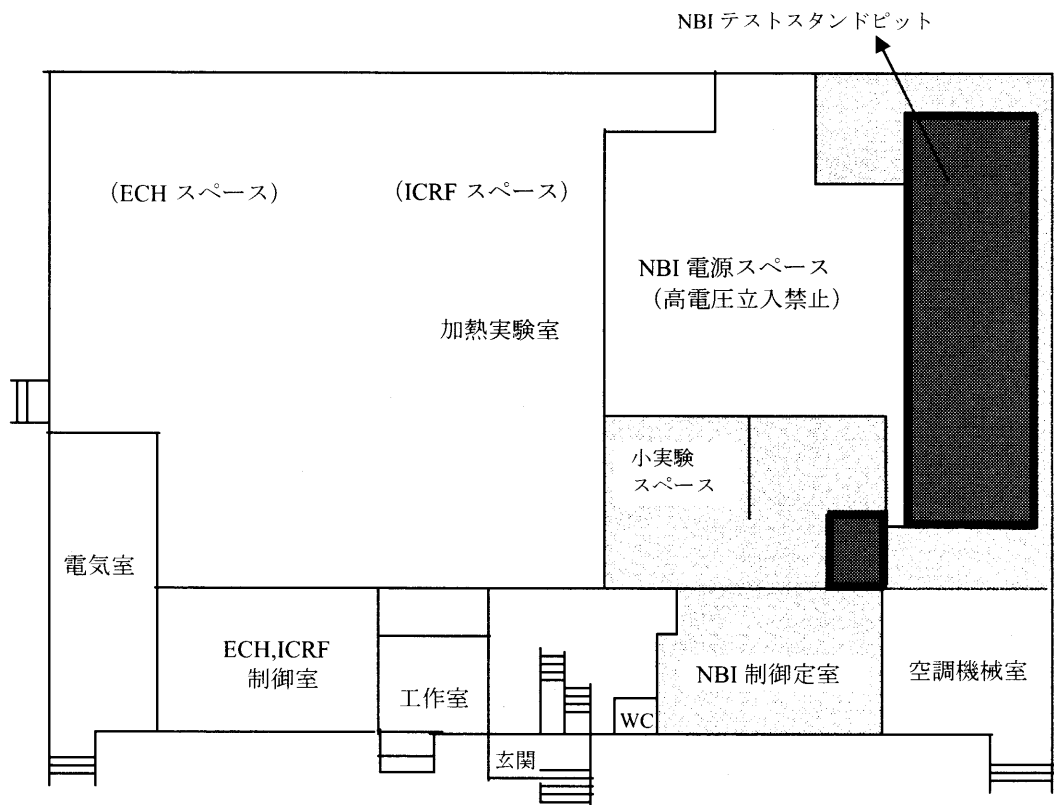 NBI テストスタンドピット
(ECH スペース)
(ICRF スペース)
NBI 電源スペース
(高電圧立入禁止)
加熱実験室
小実験
スペース
電気室
ECH,ICRF
制御室
工作室
WC
NBI 制御定室
空調機械室
玄関